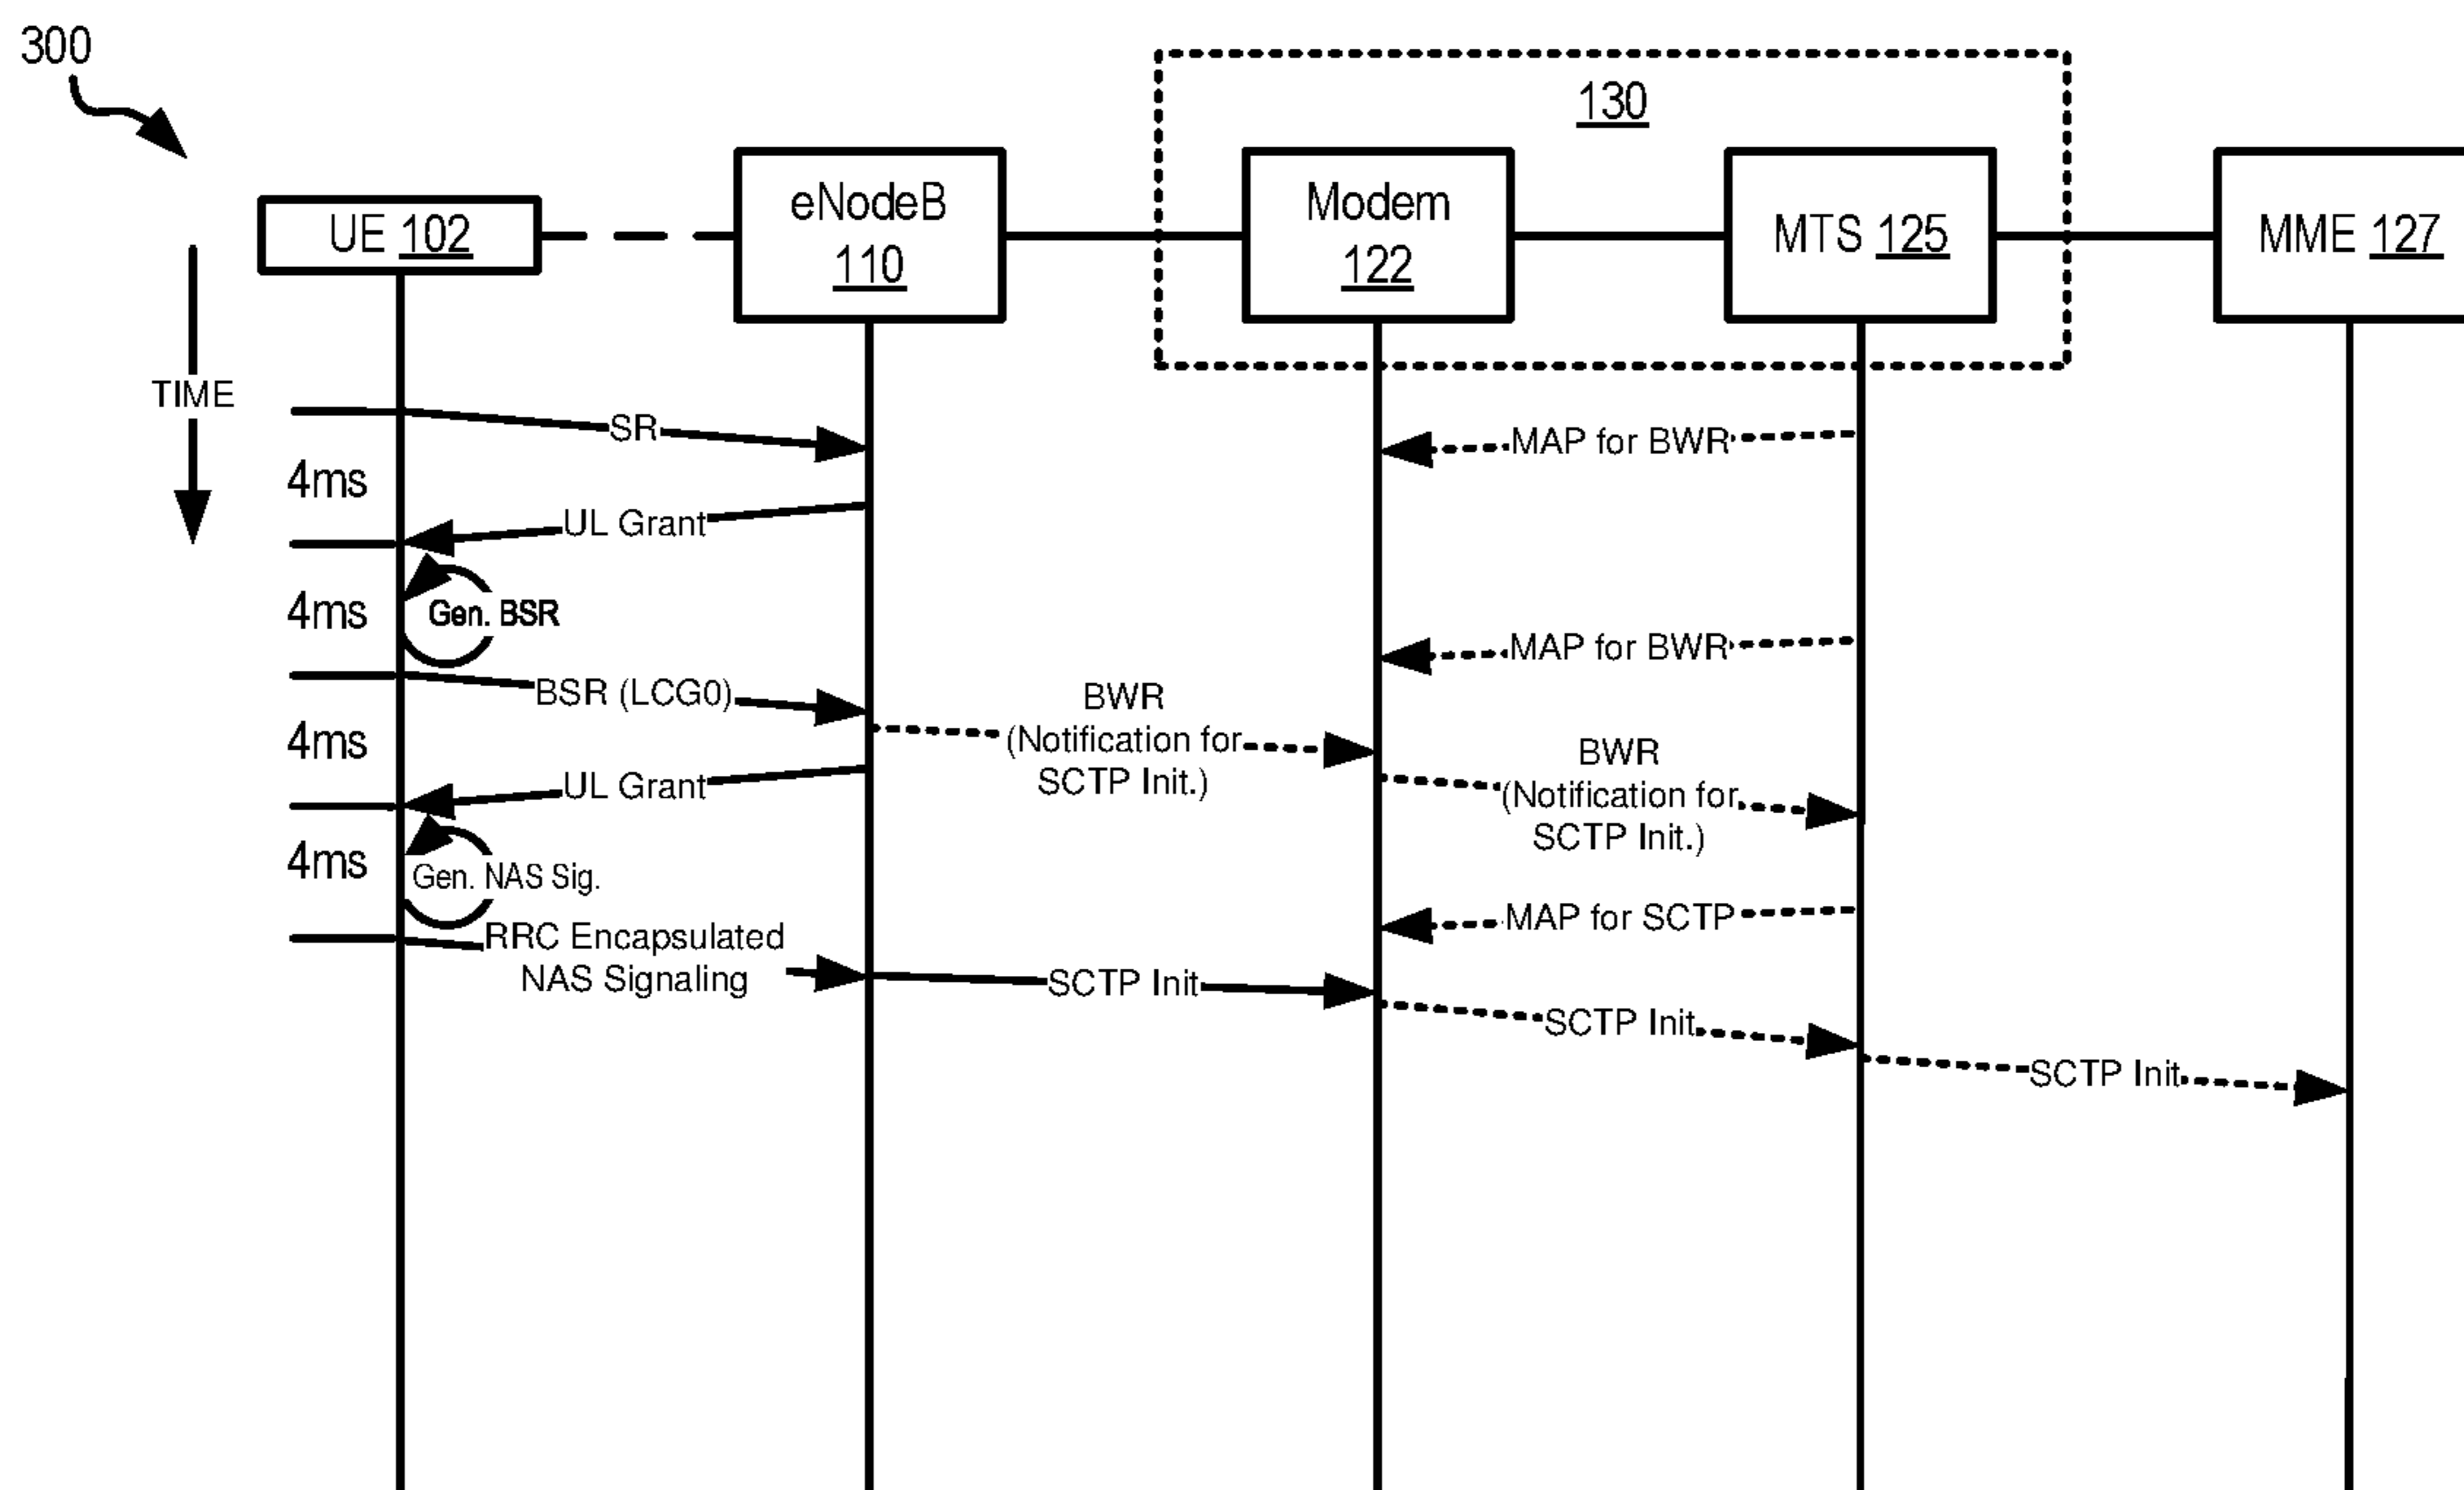 300
130
UE 102
eNodeB
110
Modem
122
MTS 125
MME 127
TIME
SR
MAP for BWR
4ms
UL Grant
4ms
Gen. BSR
MAP for BWR
BSR (LCG0)
BWR
(Notification for
SCTP Init.)
4ms
UL Grant
BWR
(Notification for
SCTP Init.)
4ms
Gen. NAS Sig.
MAP for SCTP
RRC Encapsulated
NAS Signaling
SCTP Init
SCTP Init
SCTP Init